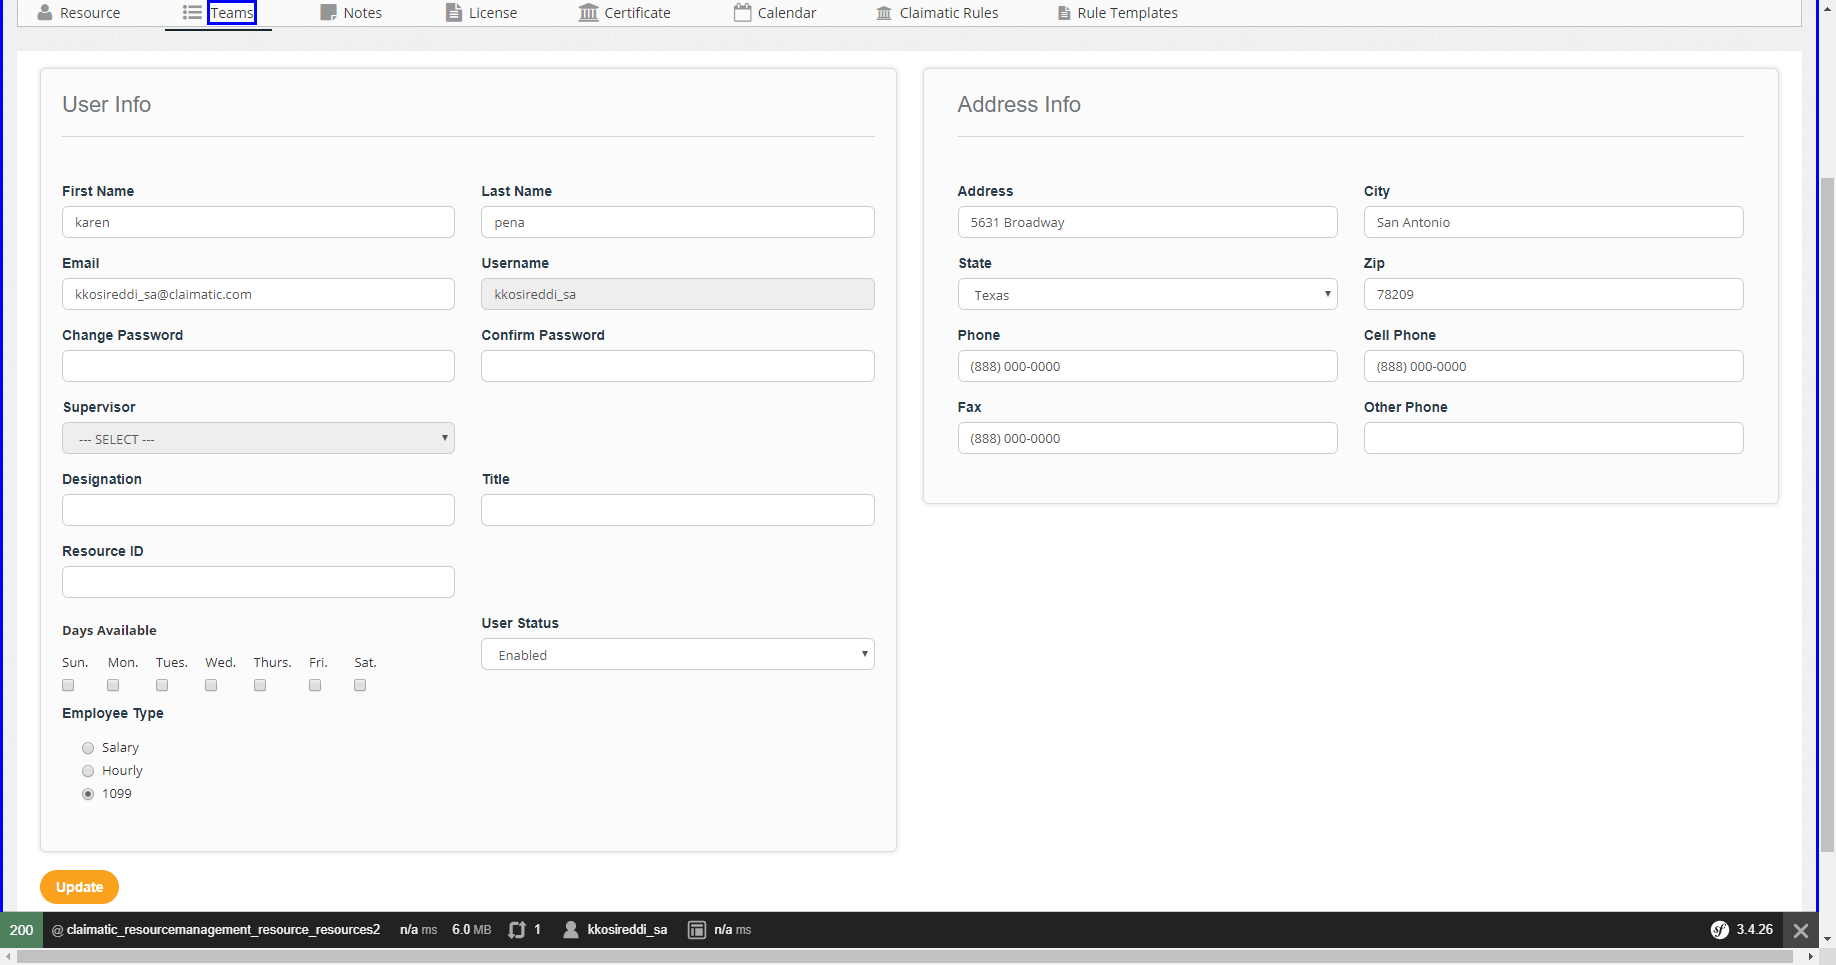 Resource Teams Notes License Certificate Calendar Claimatic Rules Rule Templates
User Info
First Name Last Name
karen pena
Email Username
kkosireddi_sa@claimatic.com kkosireddi_sa
Change Password Confirm Password
Supervisor
--- SELECT ---
Designation Title
Resource ID
Days Available User Status
Sun. Mon. Tues. Wed. Thurs. Fri. Sat. Enabled
Employee Type
Salary
Hourly
1099
Address Info
Address City
5631 Broadway San Antonio
State Zip
Texas 78209
Phone Cell Phone
(888) 000-0000 (888) 000-0000
Fax Other Phone
(888) 000-0000
Update
200 @ claimatic_resourcemanagement_resource_resources2 n/a ms 6.0 MB 1 kkosireddi_sa n/a ms sf 3.4.26